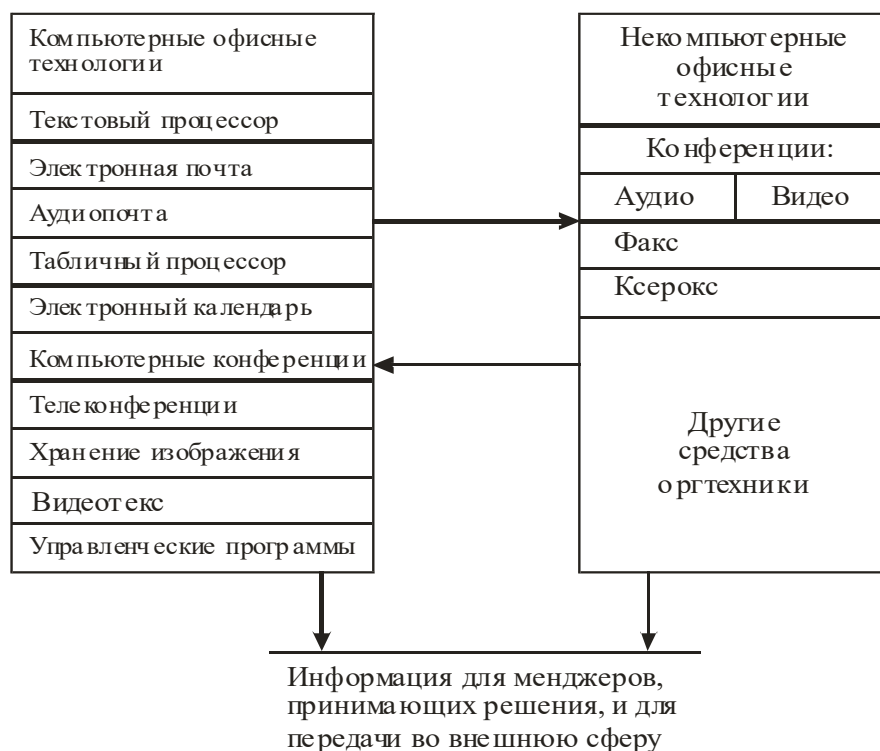 Компьютерные офисные
технологии
Текстовый процессор
Электронная почта
Аудиопочта
Табличный процессор
Электронный календарь
Компьютерные конференции
Телеконференции
Хранение изображения
Видеотекс
Управленческие программы
Некомпьютерные
офисные
технологии
Конференции:
Аудио
Видео
Факс
Ксерокс
Другие
средства
оргтехники
Информация для менджеров,
принимающих решения, и для
передачи во внешнюю сферу